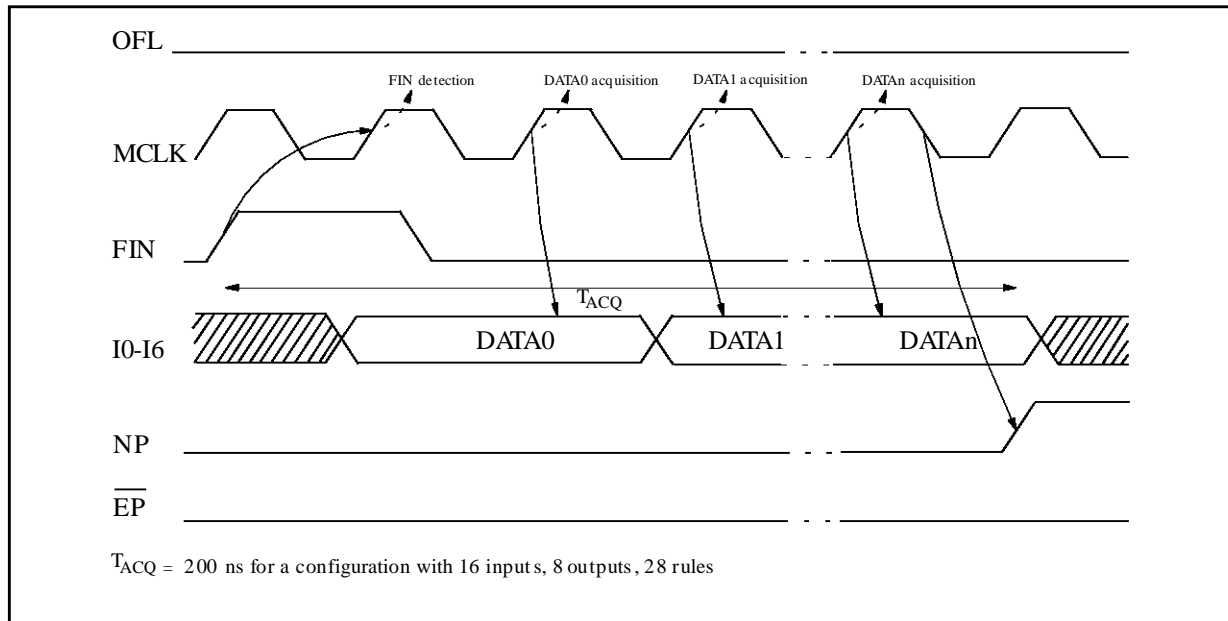 OFL
FIN detection
DATA0 acquisition
DATA1 acquisition
DATAn acquisition
MCLK
FIN
TACQ
I0-I6
DATA0
DATA1
DATAn
NP
EP
TACQ = 200 ns for a configuration with 16 inputs, 8 outputs, 28 rules